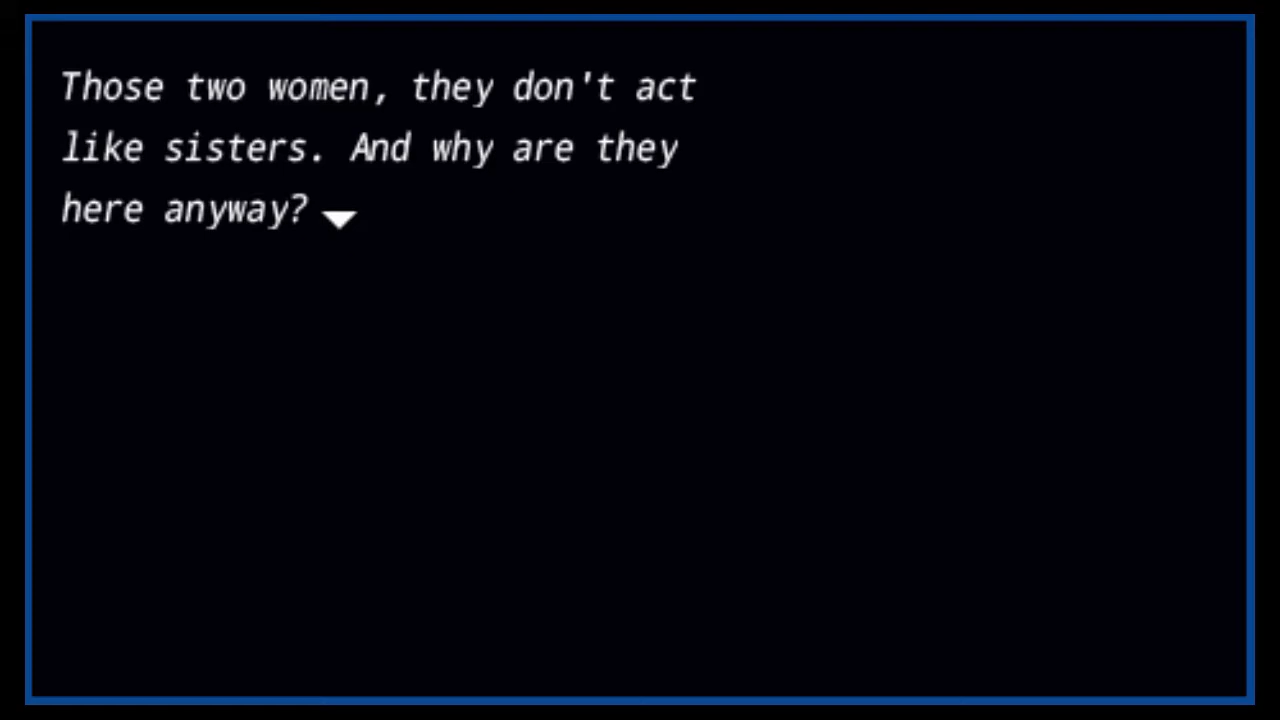 Those two women, they don't act
like sisters. And why are they
here anyway?